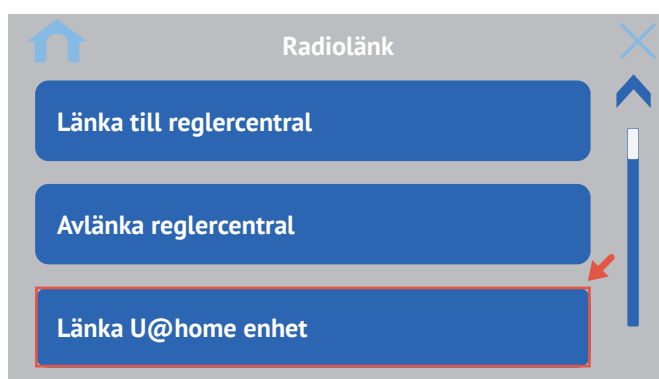 Radiolänk
Länka till reglercentral
Avlänka reglercentral
Länka U@home enhet